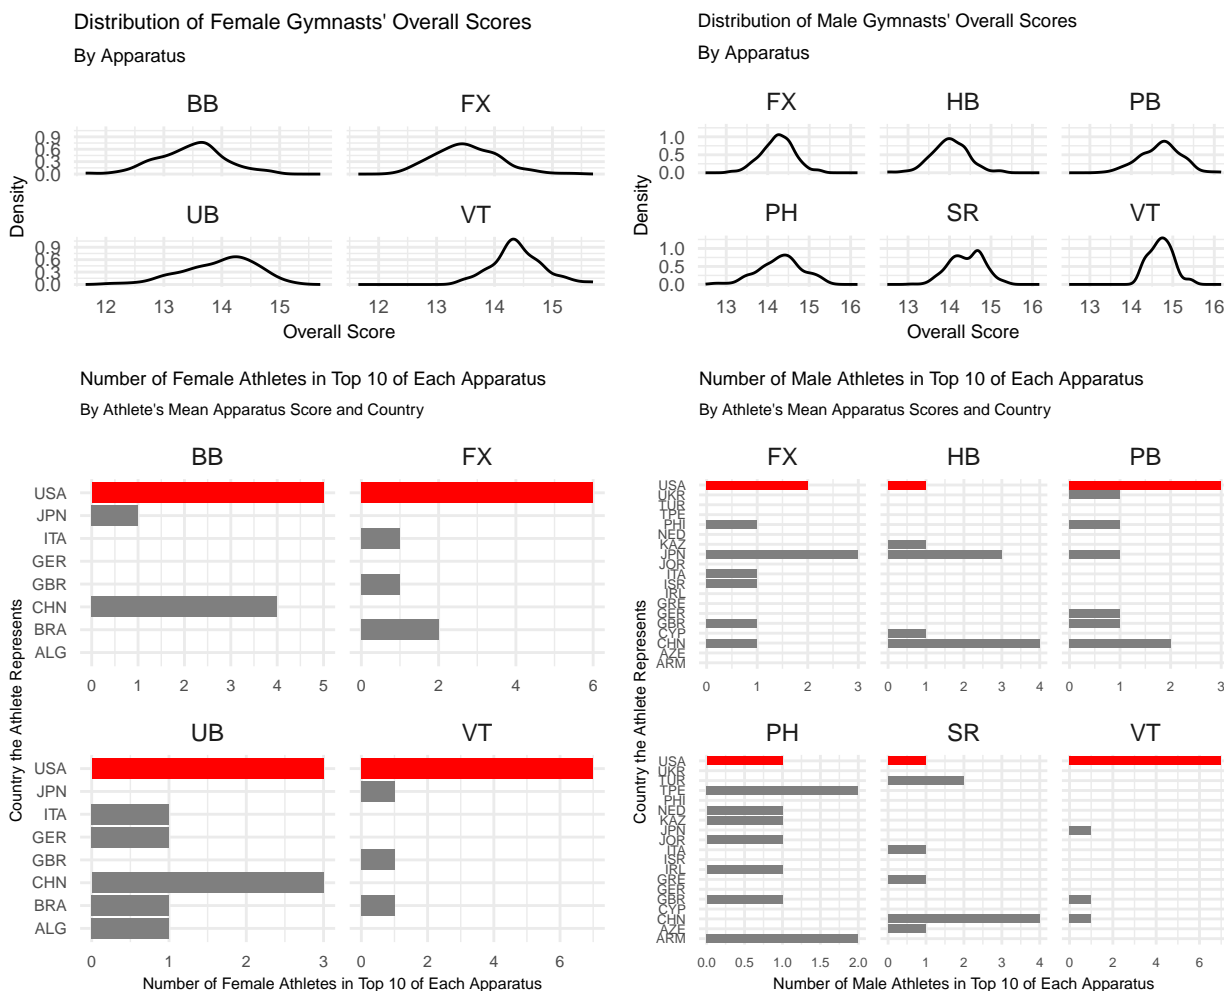 Distribution of Female Gymnasts' Overall Scores
By Apparatus
BB FX
0.9
0.6
0.3
0.0
UB VT
0.9
0.6
0.3
0.0
12 13 14 15 12 13 14 15
Density
Overall Score
Distribution of Male Gymnasts' Overall Scores
By Apparatus
FX HB PB
1.0
0.5
0.0
PH SR VT
1.0
0.5
0.0
13 14 15 16 13 14 15 16 13 14 15 16
Density
Overall Score
Number of Female Athletes in Top 10 of Each Apparatus
By Athlete's Mean Apparatus Score and Country
BB FX
USA
JPN
ITA
GER
GBR
CHN
BRA
ALG
0 1 2 3 4 5 0 2 4 6
UB VT
USA
JPN
ITA
GER
GBR
CHN
BRA
ALG
0 1 2 3 0 2 4 6
Country the Athlete Represents
Number of Female Athletes in Top 10 of Each Apparatus
Number of Male Athletes in Top 10 of Each Apparatus
By Athlete's Mean Apparatus Scores and Country
FX HB PB
USA
UKR
TUR
TPE
PHI
NED
KAZ
JPN
JOR
ITA
ISR
IRL
GRE
GER
GBR
CYP
CHN
AZE
ARM
0 1 2 3 0 1 2 3 4 0 1 2 3
PH SR VT
USA
UKR
TUR
TPE
PHI
NED
KAZ
JPN
JOR
ITA
ISR
IRL
GRE
GER
GBR
CYP
CHN
AZE
ARM
0.0 0.5 1.0 1.5 2.0 0 1 2 3 4 0 2 4 6
Country the Athlete Represents
Number of Male Athletes in Top 10 of Each Apparatus